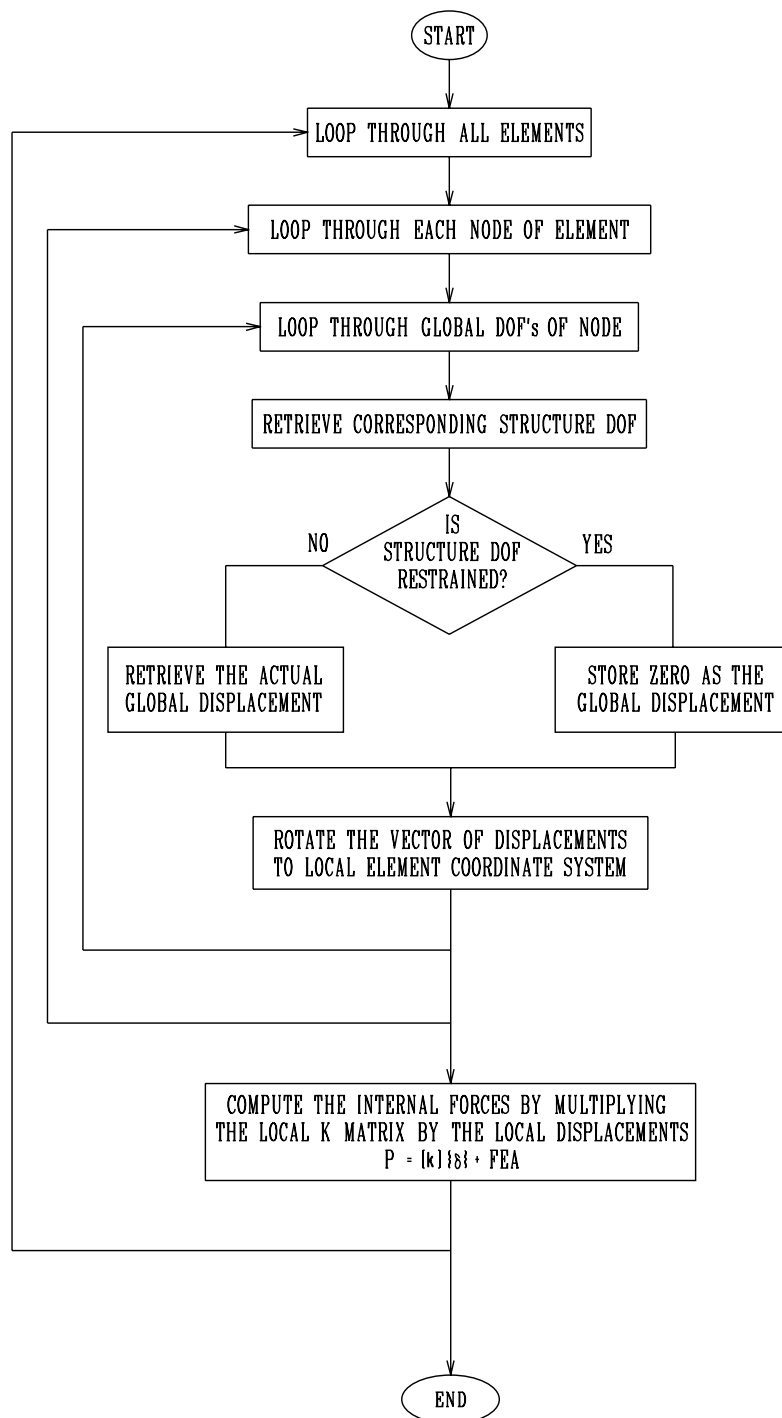 START
LOOP THROUGH ALL ELEMENTS
LOOP THROUGH EACH NODE OF ELEMENT
LOOP THROUGH GLOBAL DOF's OF NODE
RETRIEVE CORRESPONDING STRUCTURE DOF
IS
STRUCTURE DOF
RESTRAINED?
NO
YES
RETRIEVE THE ACTUAL
GLOBAL DISPLACEMENT
STORE ZERO AS THE
GLOBAL DISPLACEMENT
ROTATE THE VECTOR OF DISPLACEMENTS
TO LOCAL ELEMENT COORDINATE SYSTEM
COMPUTE THE INTERNAL FORCES BY MULTIPLYING
THE LOCAL K MATRIX BY THE LOCAL DISPLACEMENTS
P = [k] {δ} + FEA
END